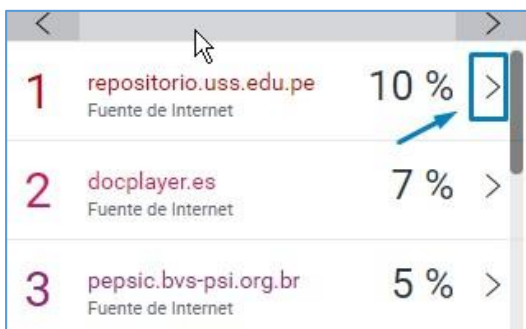 1 repositorio.uss.edu.pe 10 %
Fuente de Internet
2 docplayer.es 7 %
Fuente de Internet
3 pepsic.bvs-psi.org.br 5 %
Fuente de Internet